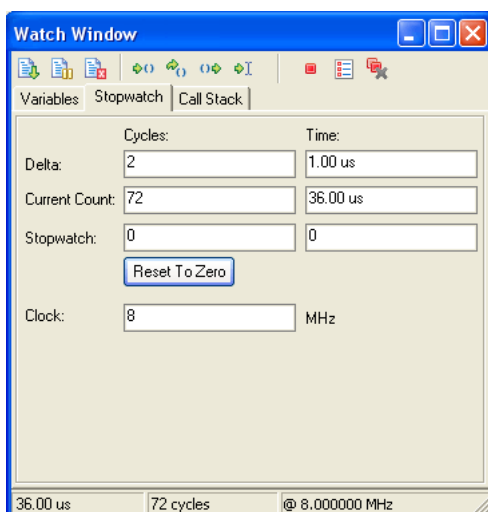 Watch Window
Variables Stopwatch Call Stack
Cycles: Time:
Delta: 2 1.00 us
Current Count: 72 36.00 us
Stopwatch: 0 0
Reset To Zero
Clock: 8 MHz
36.00 us 72 cycles @ 8.000000 MHz